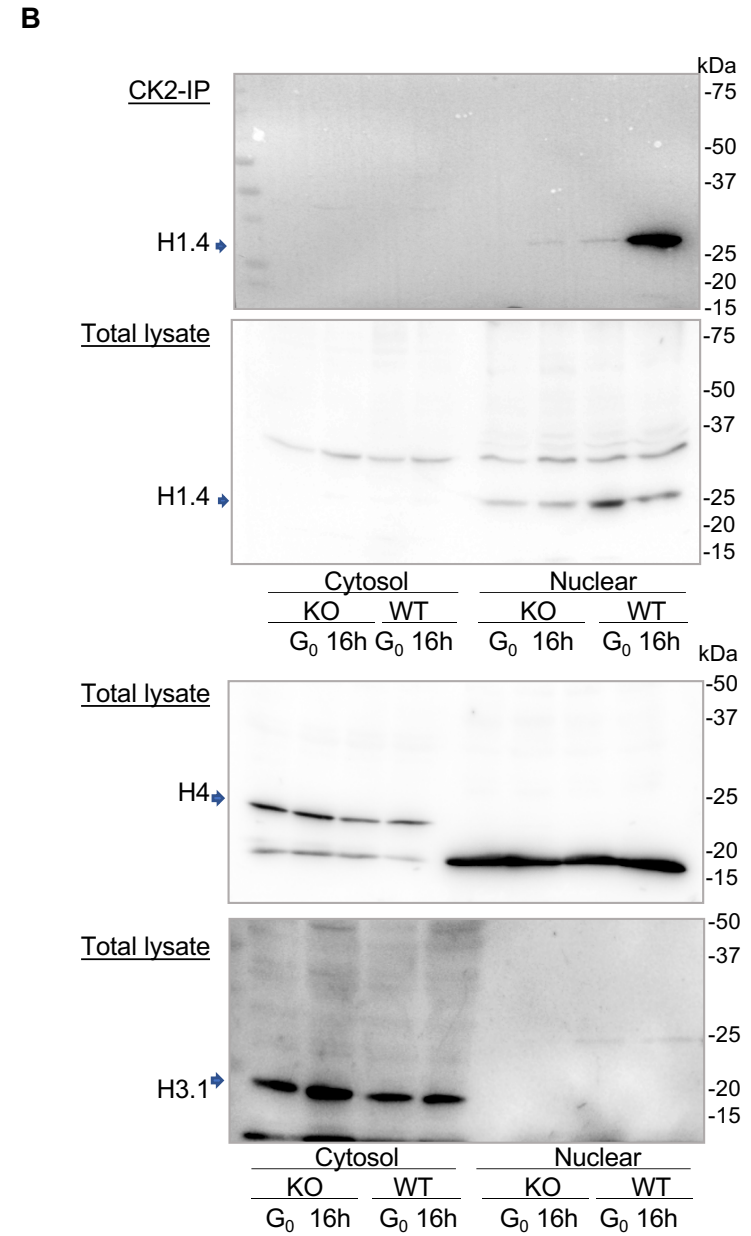 B
kDa
CK2-IP
-75
-50
-37
H1.4
-25
-20
-15
Total lysate
-75
-50
-37
H1.4
-25
-20
-15
Cytosol Nuclear
KO WT KO WT
G₀ 16h G₀ 16h G₀ 16h G₀ 16h
kDa
Total lysate
-50
-37
H4
-25
-20
-15
Total lysate
-50
-37
-25
H3.1
-20
-15
Cytosol Nuclear
KO WT KO WT
G₀ 16h G₀ 16h G₀ 16h G₀ 16h